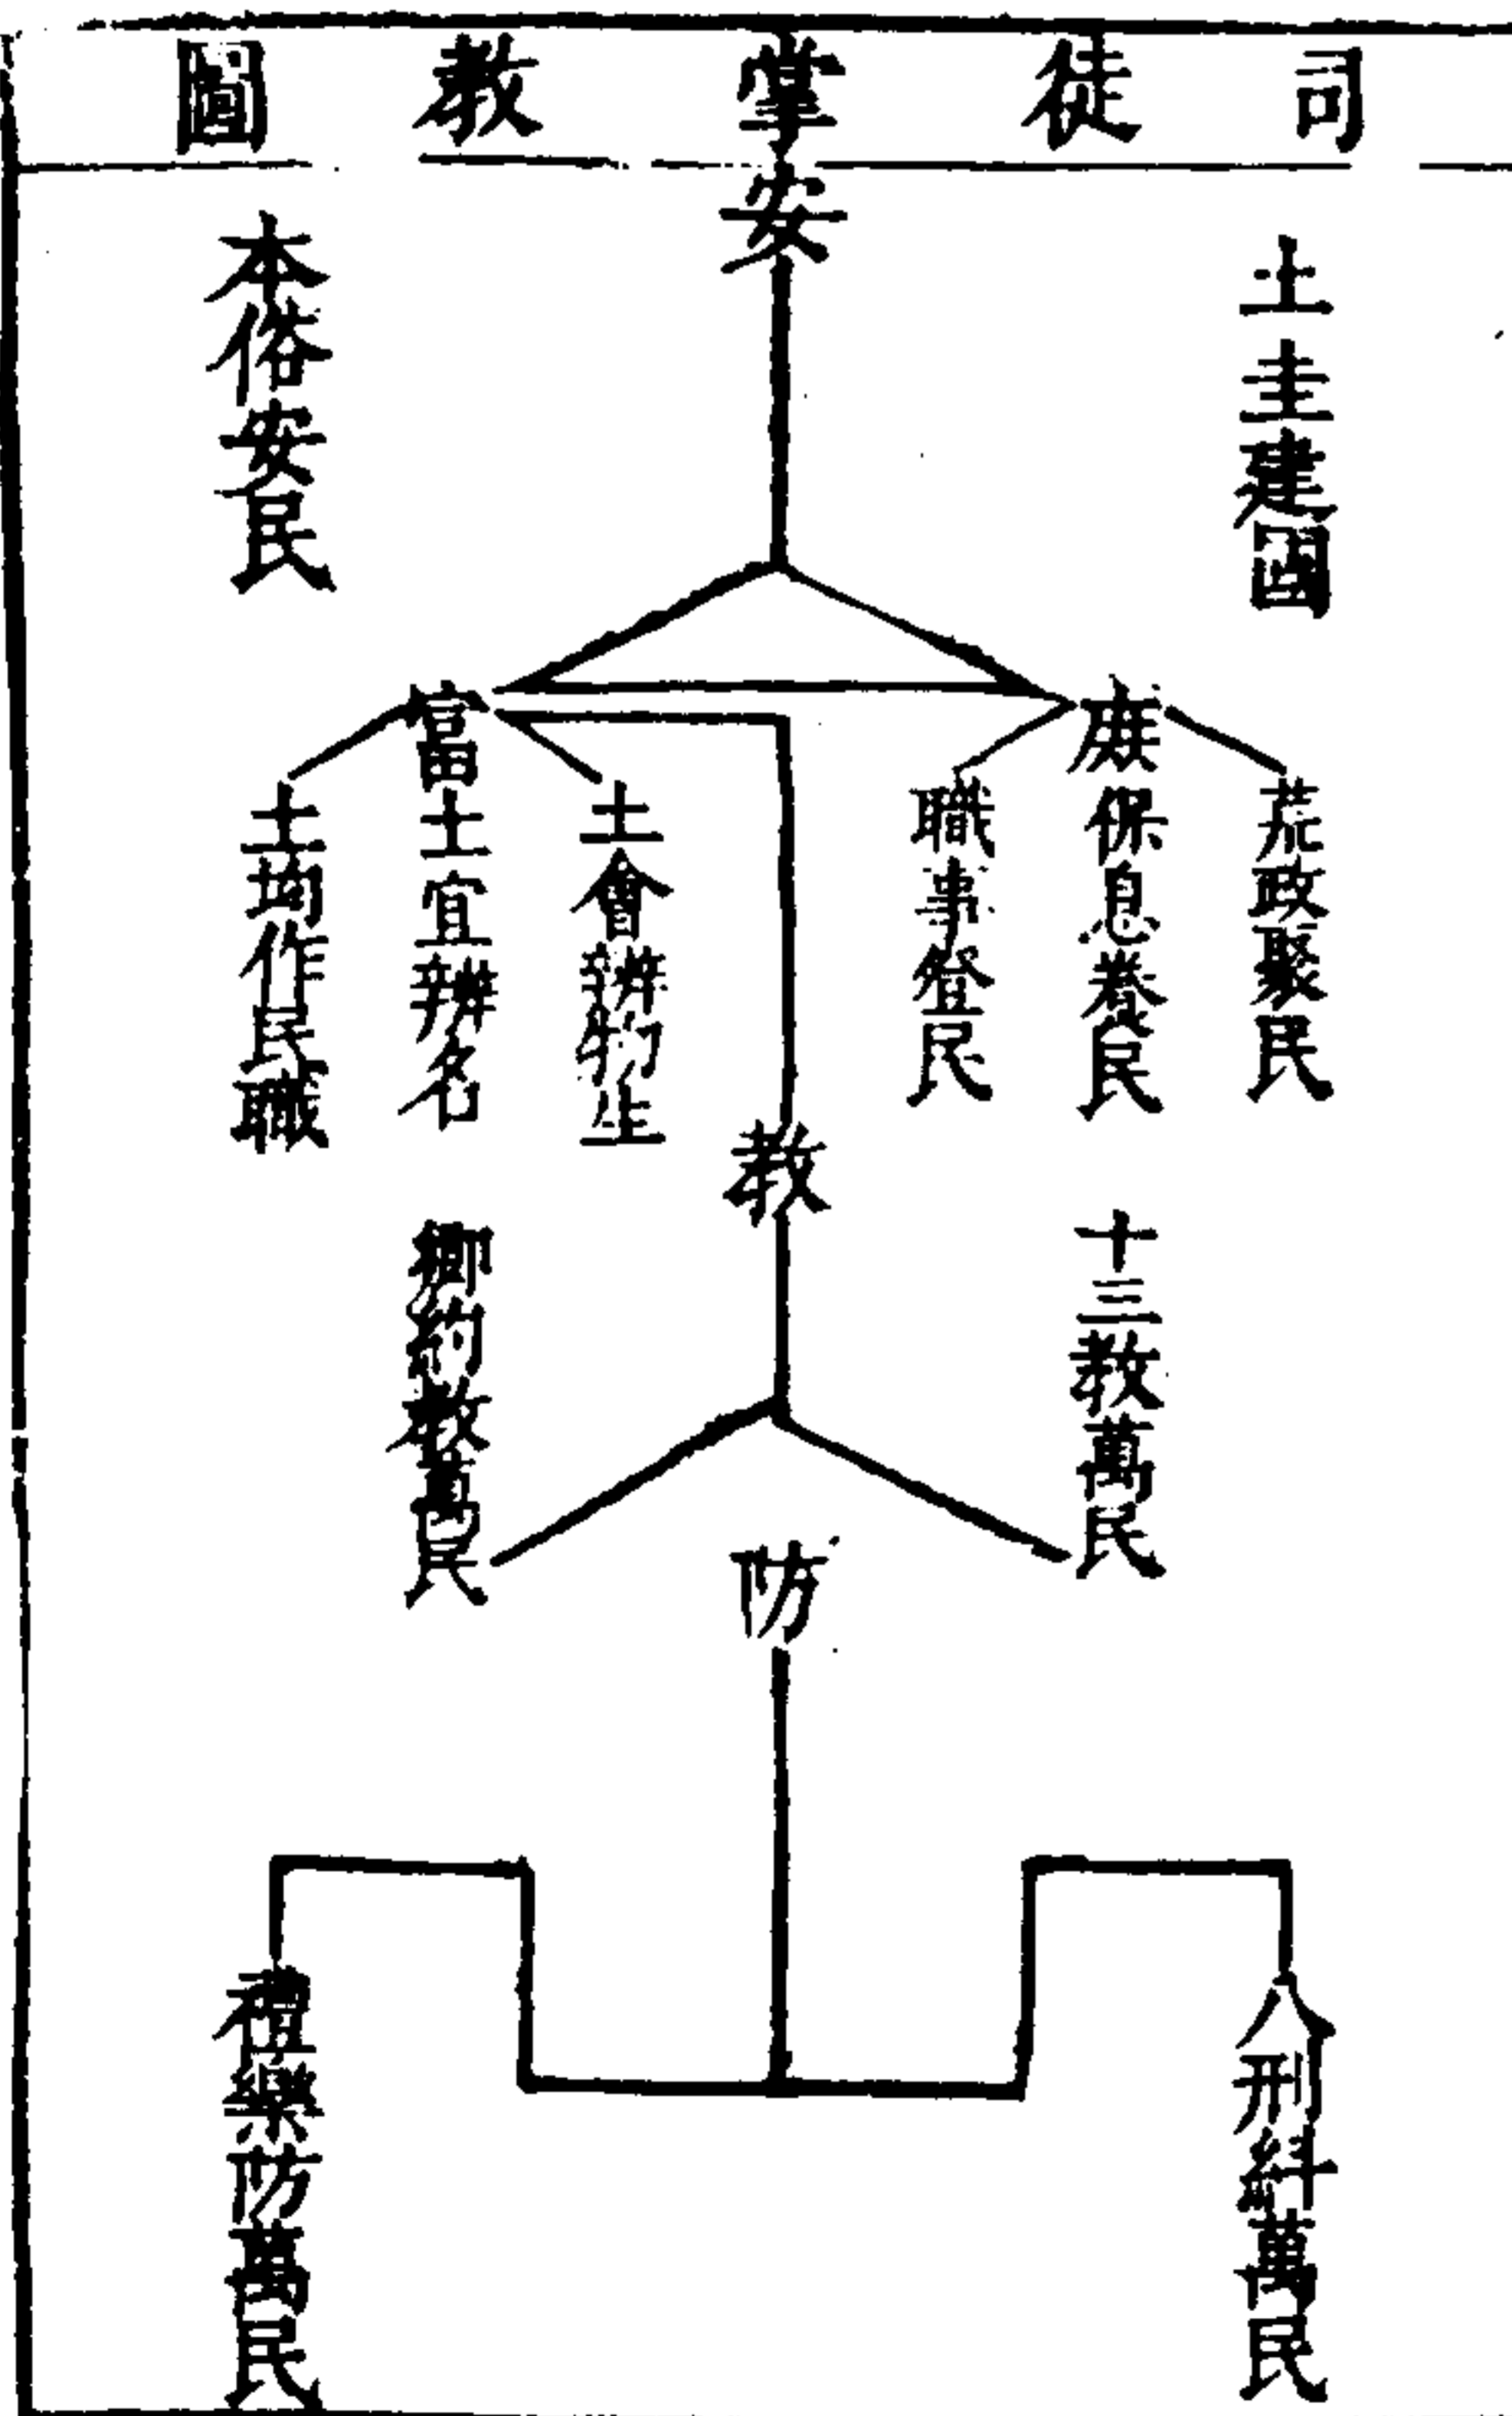 司徒掌教圖
安
土圭建國
本俗安民
庶
富
荒政聚民
保息養民
職事登民
土會辨物生
土宜辨名
土均作民職
教
十三教萬民
鄉約教萬民
防
八刑糾萬民
禮樂防萬民